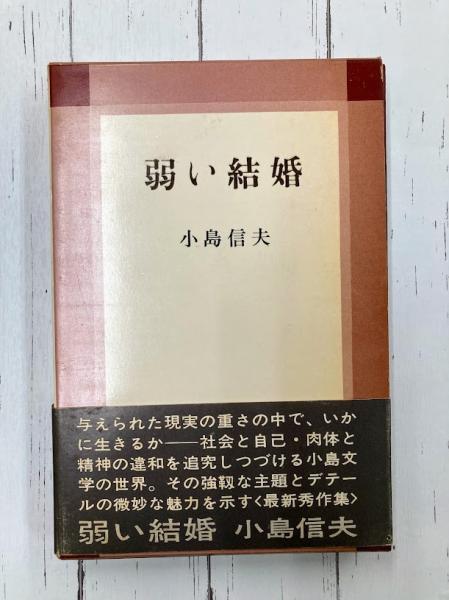 弱い結婚
小島信夫
与えられた現実の重さの中で、いか
に生きるか――社会と自己・肉体と
精神の違和を追究しつづける小島文
学の世界。その強靱な主題とデテー
ルの微妙な魅力を示す<最新秀作集>
弱い結婚 小島信夫